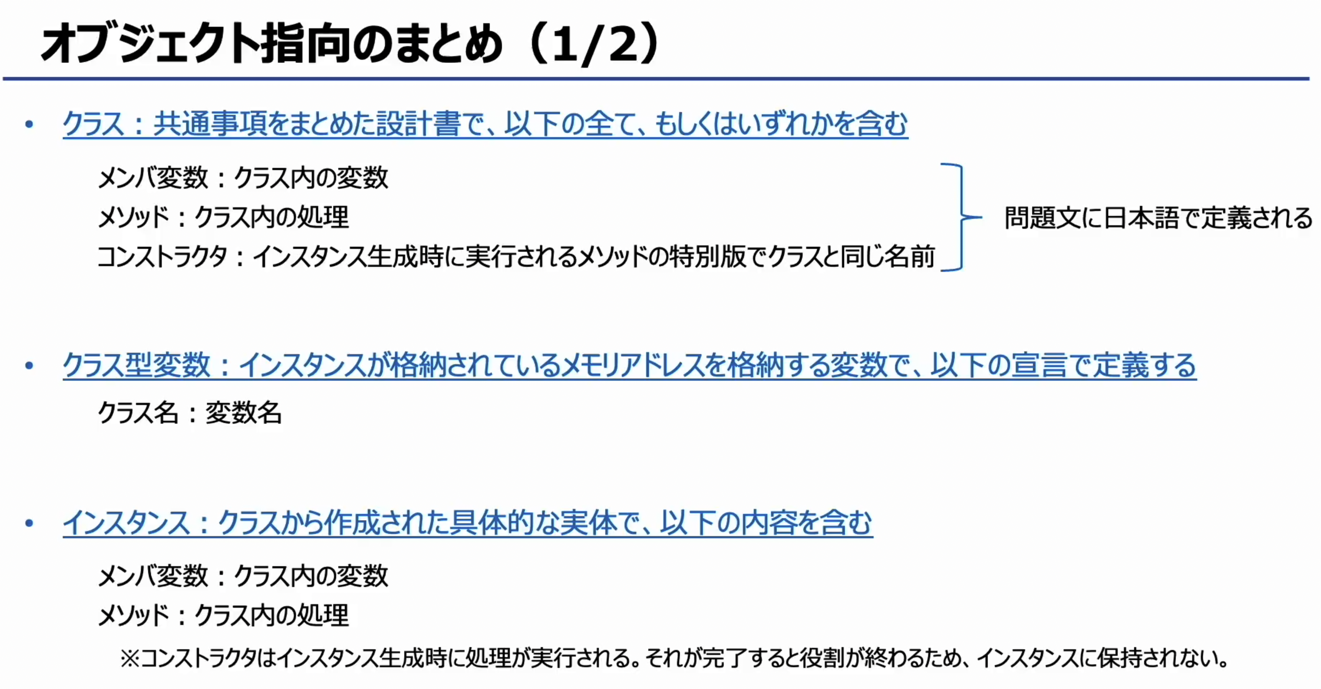 オブジェクト指向のまとめ（1/2）
• クラス：共通事項をまとめた設計書で、以下の全て、もしくはいずれかを含む
メンバ変数：クラス内の変数
メソッド：クラス内の処理
コンストラクタ：インスタンス生成時に実行されるメソッドの特別版でクラスと同じ名前
問題文に日本語で定義される
• クラス型変数：インスタンスが格納されているメモリアドレスを格納する変数で、以下の宣言で定義する
クラス名：変数名
• インスタンス：クラスから作成された具体的な実体で、以下の内容を含む
メンバ変数：クラス内の変数
メソッド：クラス内の処理
※コンストラクタはインスタンス生成時に処理が実行される。それが完了すると役割が終わるため、インスタンスに保持されない。